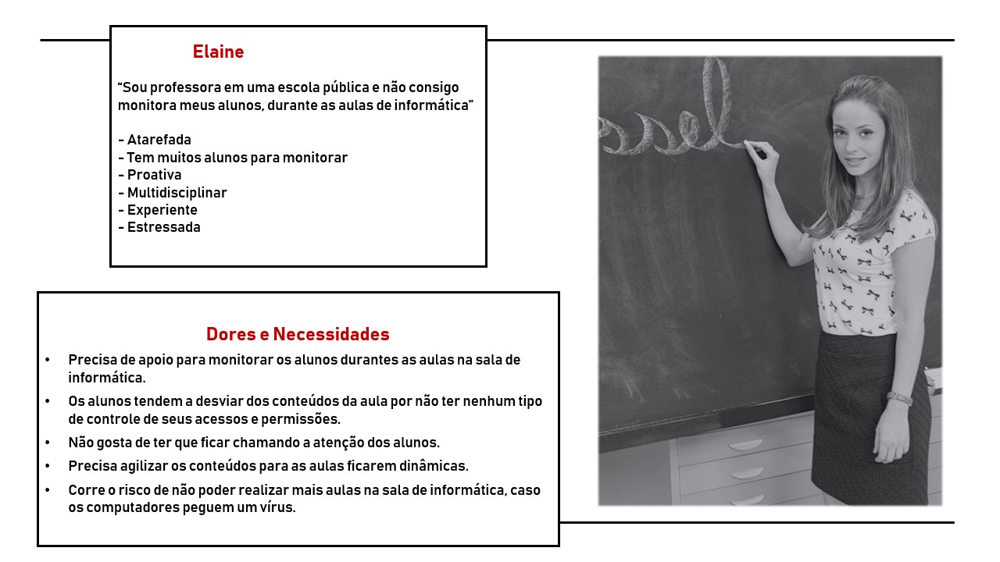 Elaine
“Sou professora em uma escola pública e não consigo
monitora meus alunos, durante as aulas de informática”
- Atarefada
- Tem muitos alunos para monitorar
- Proativa
- Multidisciplinar
- Experiente
- Estressada
ssel
Dores e Necessidades
• Precisa de apoio para monitorar os alunos durantes as aulas na sala de
informática.
• Os alunos tendem a desviar dos conteúdos da aula por não ter nenhum tipo
de controle de seus acessos e permissões.
• Não gosta de ter que ficar chamando a atenção dos alunos.
• Precisa agilizar os conteúdos para as aulas ficarem dinâmicas.
• Corre o risco de não poder realizar mais aulas na sala de informática, caso
os computadores peguem um vírus.